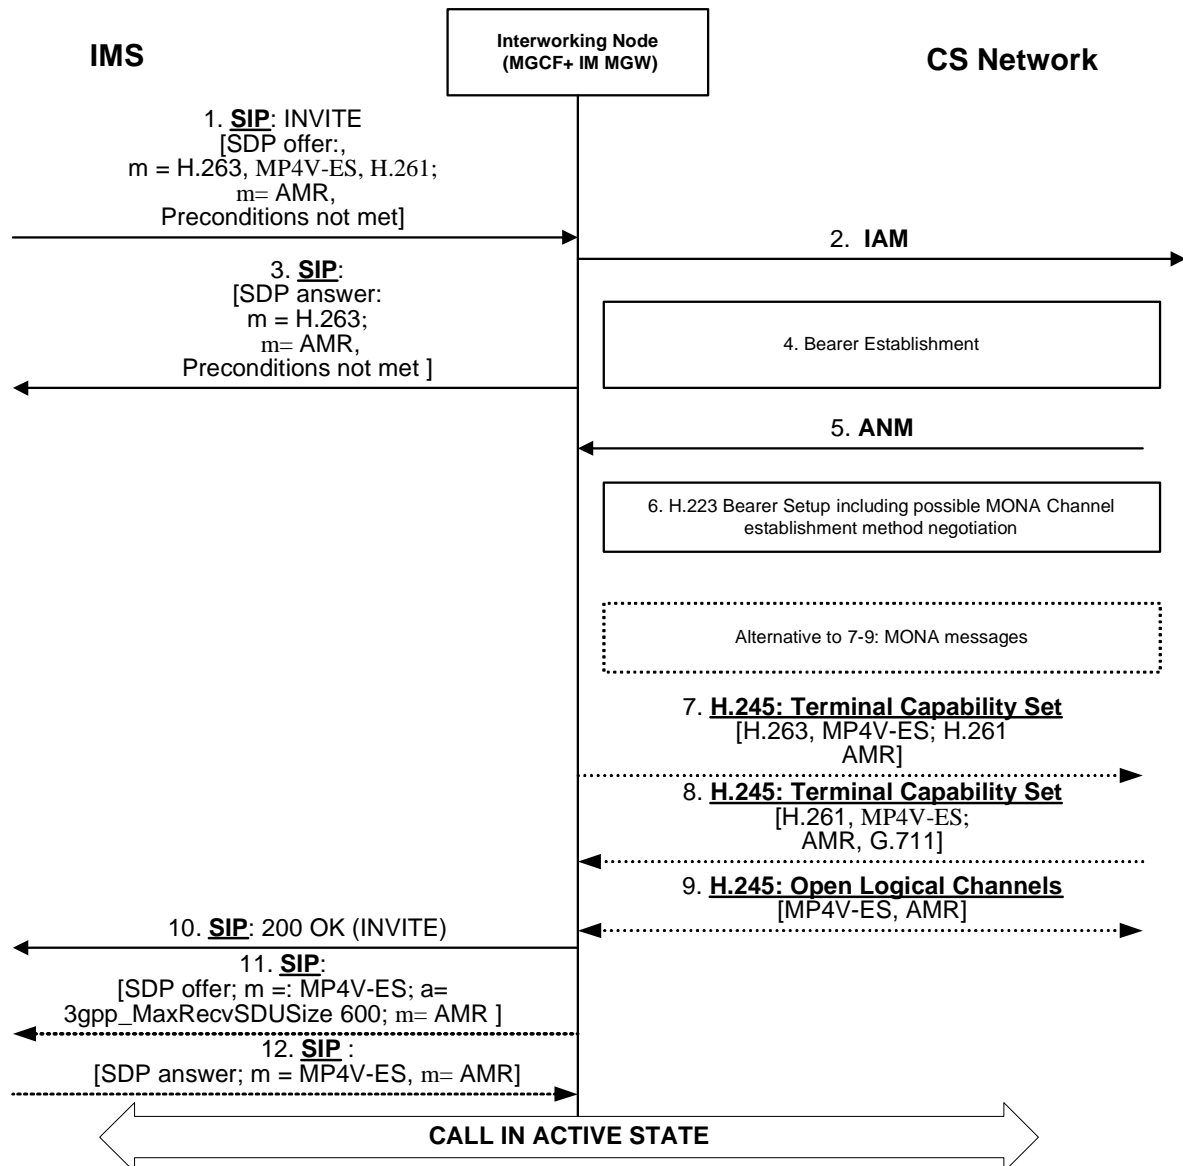 IMS
Interworking Node
(MGCF+ IM MGW)
CS Network
1. SIP: INVITE
[SDP offer:,
m = H.263, MP4V-ES, H.261;
m= AMR,
Preconditions not met]
2. IAM
3. SIP:
[SDP answer:
m = H.263;
m= AMR,
Preconditions not met ]
4. Bearer Establishment
5. ANM
6. H.223 Bearer Setup including possible MONA Channel
establishment method negotiation
Alternative to 7-9: MONA messages
7. H.245: Terminal Capability Set
[H.263, MP4V-ES; H.261
AMR]
8. H.245: Terminal Capability Set
[H.261, MP4V-ES;
AMR, G.711]
9. H.245: Open Logical Channels
[MP4V-ES, AMR]
10. SIP: 200 OK (INVITE)
11. SIP:
[SDP offer; m =: MP4V-ES; a=
3gpp_MaxRecvSDUSize 600; m= AMR ]
12. SIP :
[SDP answer; m = MP4V-ES, m= AMR]
CALL IN ACTIVE STATE